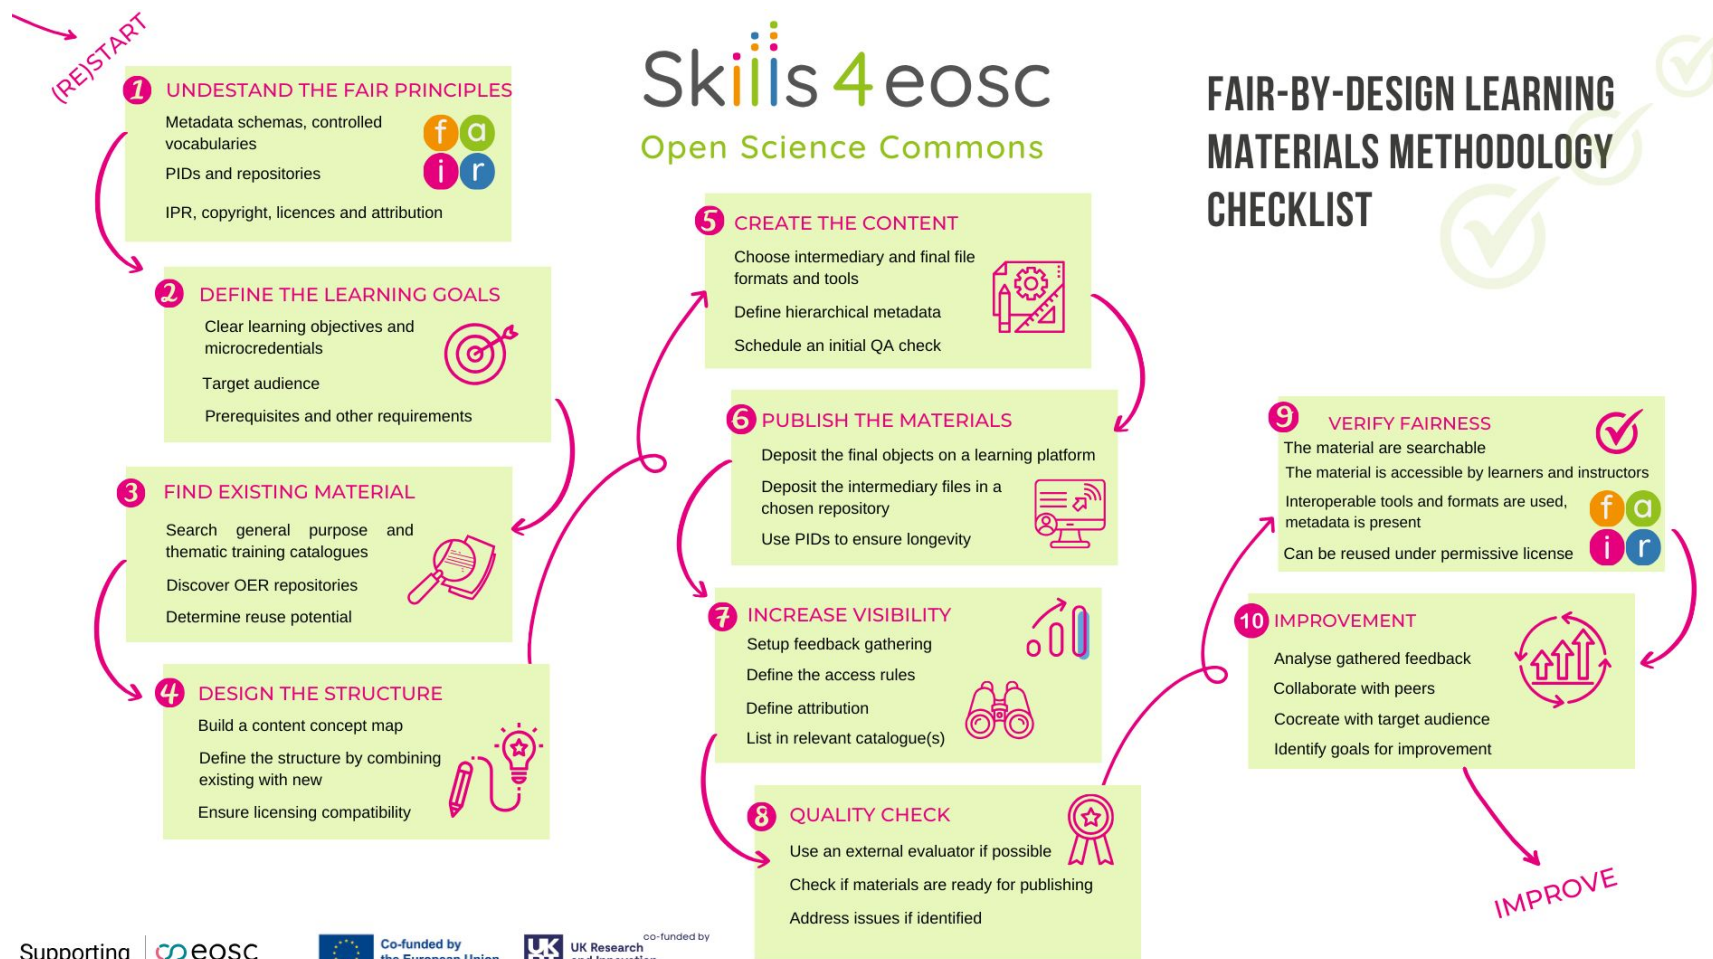 (RE)START
1 UNDESTAND THE FAIR PRINCIPLES
Metadata schemas, controlled
vocabularies
PIDs and repositories
IPR, copyright, licences and attribution
f a
i r
2 DEFINE THE LEARNING GOALS
Clear learning objectives and
microcredentials
Target audience
Prerequisites and other requirements
3 FIND EXISTING MATERIAL
Search general purpose and
thematic training catalogues
Discover OER repositories
Determine reuse potential
4 DESIGN THE STRUCTURE
Build a content concept map
Define the structure by combining
existing with new
Ensure licensing compatibility
Skills 4 eosc
Open Science Commons
5 CREATE THE CONTENT
Choose intermediary and final file
formats and tools
Define hierarchical metadata
Schedule an initial QA check
6 PUBLISH THE MATERIALS
Deposit the final objects on a learning platform
Deposit the intermediary files in a
chosen repository
Use PIDs to ensure longevity
7 INCREASE VISIBILITY
Setup feedback gathering
Define the access rules
Define attribution
List in relevant catalogue(s)
8 QUALITY CHECK
Use an external evaluator if possible
Check if materials are ready for publishing
Address issues if identified
FAIR-BY-DESIGN LEARNING
MATERIALS METHODOLOGY
CHECKLIST
9 VERIFY FAIRNESS
The material are searchable
The material is accessible by learners and instructors
Interoperable tools and formats are used,
metadata is present
Can be reused under permissive license
f a
i r
10 IMPROVEMENT
Analyse gathered feedback
Collaborate with peers
Cocreate with target audience
Identify goals for improvement
IMPROVE
Supporting eosc
Co-funded by
the European Union
co-funded by
UK
UK Research
and Innovation